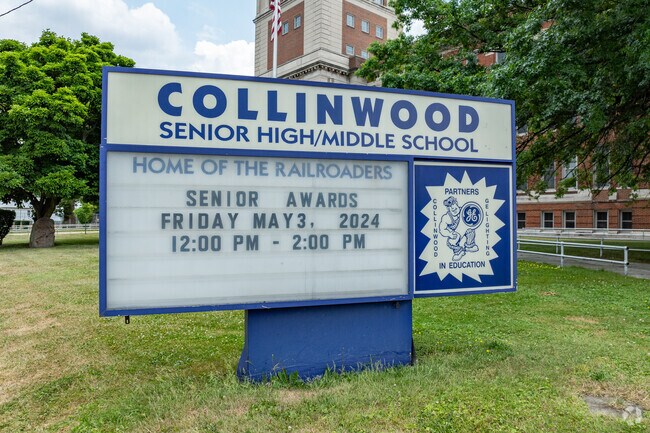 COLLINWOOD
SENIOR HIGH/MIDDLE SCHOOL
HOME OF THE RAILROADERS
SENIOR AWARDS
FRIDAY MAY3, 2024
12:00 PM - 2:00 PM
PARTNERS
COLLINWOOD
GE
GE LIGHTING
IN EDUCATION